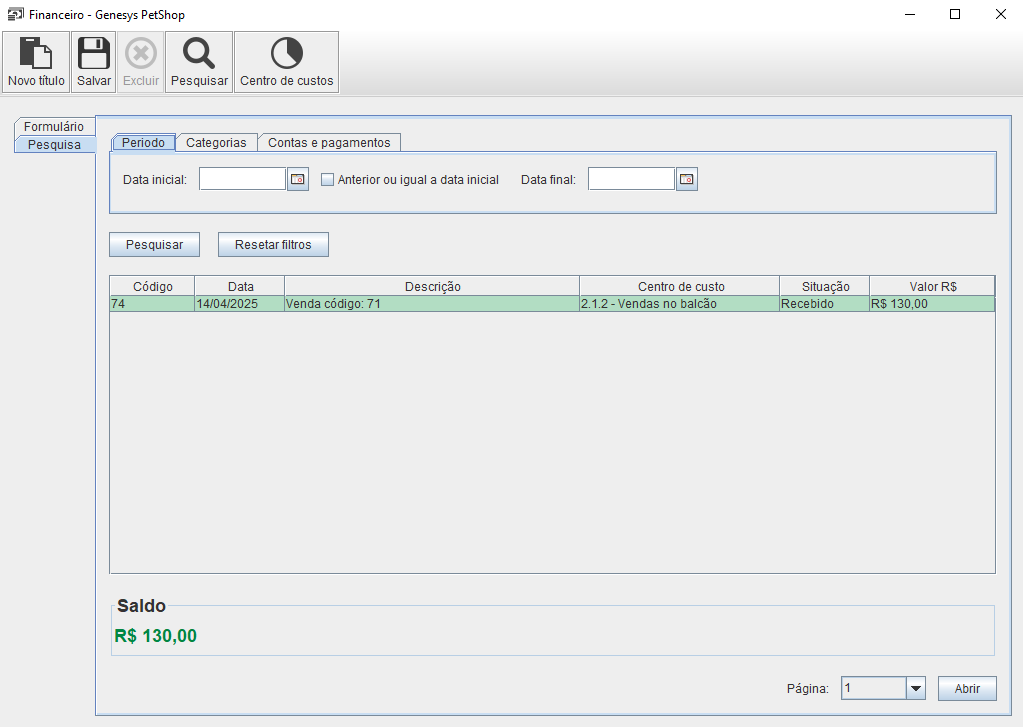 Financeiro - Genesys PetShop
Novo título Salvar Excluir Pesquisar Centro de custos
Formulário
Pesquisa
Periodo Categorias Contas e pagamentos
Data inicial: Anterior ou igual a data inicial Data final:
Pesquisar Resetar filtros
Código Data Descrição Centro de custo Situação Valor R$
74 14/04/2025 Venda código: 71 2.1.2 - Vendas no balcão Recebido R$ 130,00
Saldo
R$ 130,00
Página: 1 Abrir